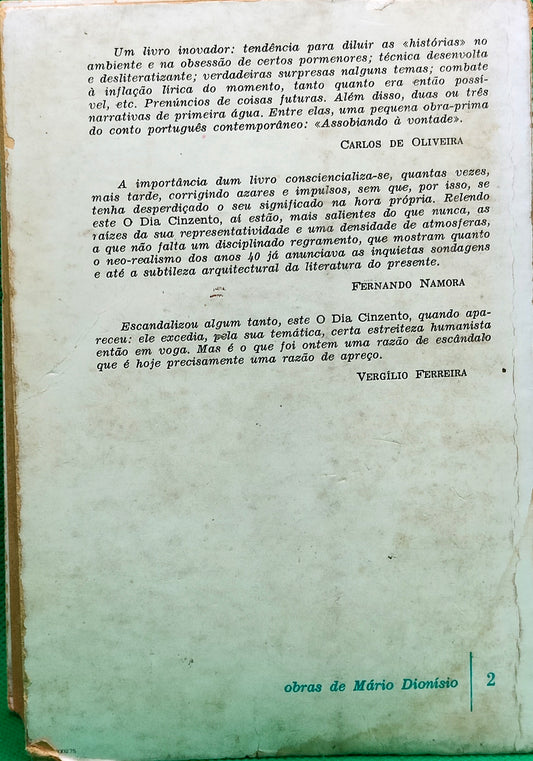 Um livro inovador: tendência para diluir as «histórias» no
ambiente e na obsessão de certos pormenores; técnica desenvolta
e desliteratizante; verdadeiras surpresas nalguns temas; combate
à inflação lírica do momento, tanto quanto era então possí-
vel, etc. Prenúncios de coisas futuras. Além disso, duas ou três
narrativas de primeira água. Entre elas, uma pequena obra-prima
do conto português contemporâneo: «Assobiando à vontade».
CARLOS DE OLIVEIRA
A importância dum livro consciencializa-se, quantas vezes,
mais tarde, corrigindo azares e impulsos, sem que, por isso, se
tenha desperdiçado o seu significado na hora própria. Relendo
este O Dia Cinzento, aí estão, mais salientes do que nunca, as
raízes da sua representatividade e uma densidade de atmosferas,
a que não falta um disciplinado regramento, que mostram quanto
o neo-realismo dos anos 40 já anunciava as inquietas sondagens
e até a subtileza arquitectural da literatura do presente.
FERNANDO NAMORA
Escandalizou algum tanto, este O Dia Cinzento, quando apa-
receu: ele excedia, pela sua temática, certa estreiteza humanista
então em voga. Mas é o que foi ontem uma razão de escândalo
que é hoje precisamente uma razão de apreço.
VERGÍLIO FERREIRA
obras de Mário Dionísio | 2